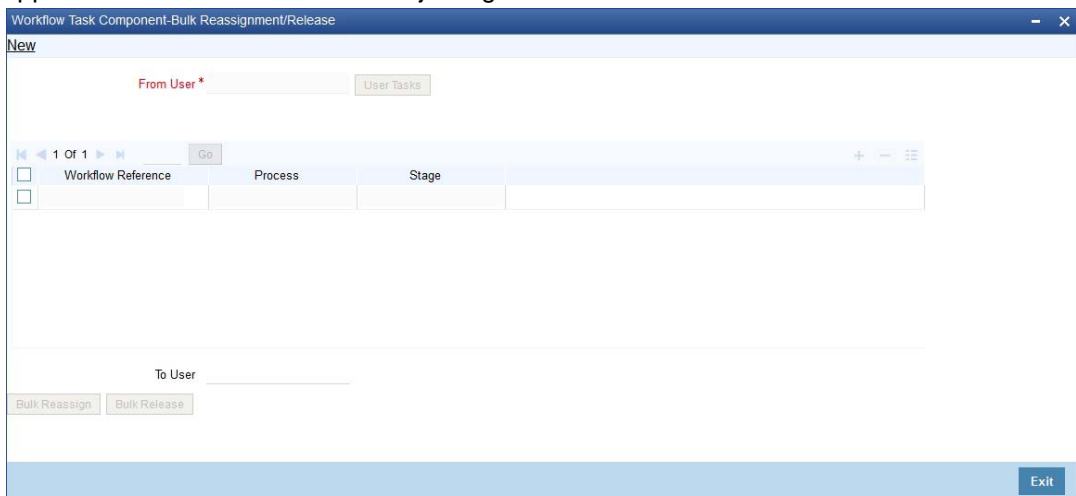 Workflow Task Component-Bulk Reassignment/Release
New
From User* User Tasks
1 Of 1 Go
Workflow Reference Process Stage
To User
Bulk Reassign Bulk Release
Exit